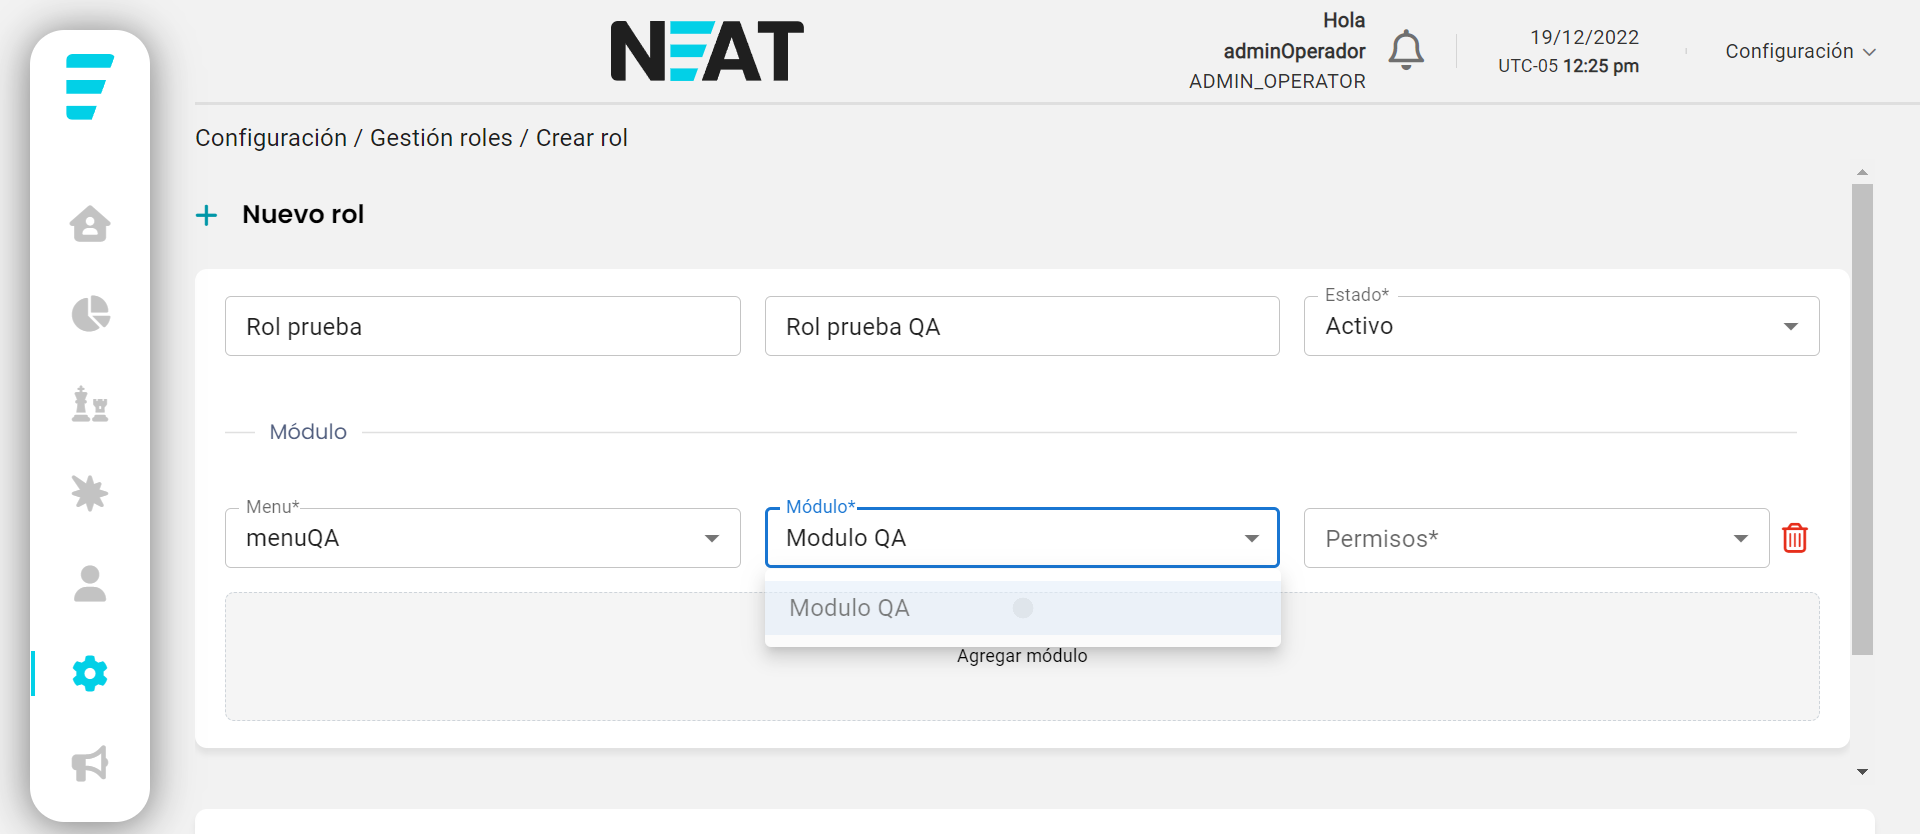 NEAT
Hola
adminOperador
ADMIN_OPERATOR
19/12/2022
UTC-05 12:25 pm
Configuración
Configuración / Gestión roles / Crear rol
+ Nuevo rol
Rol prueba
Rol prueba QA
Estado*
Activo
Módulo
Menu*
menuQA
Módulo*
Modulo QA
Permisos*
Modulo QA
Agregar módulo